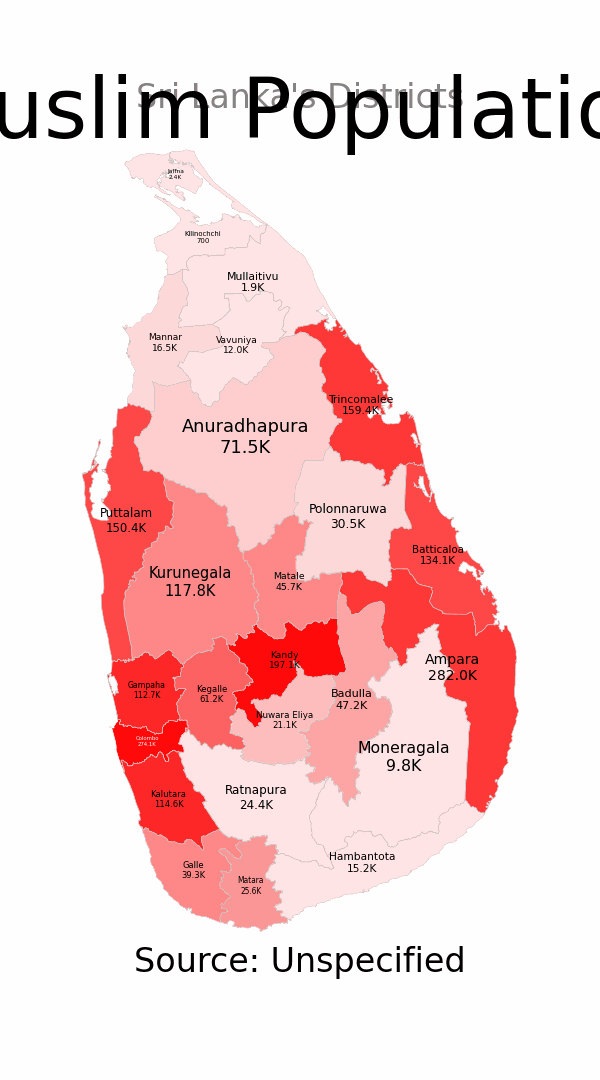 Sri Lanka's Districts
uslim Populatio
Jaffna
2.4K
Kilinochchi
700
Mullaitivu
1.9K
Mannar
16.5K
Vavuniya
12.0K
Trincomalee
159.4K
Anuradhapura
71.5K
Polonnaruwa
30.5K
Puttalam
150.4K
Batticaloa
134.1K
Kurunegala
117.8K
Matale
45.7K
Kandy
197.1K
Ampara
282.0K
Gampaha
112.7K
Kegalle
61.2K
Badulla
47.2K
Nuwara Eliya
21.1K
Colombo
274.1K
Moneragala
9.8K
Kalutara
114.6K
Ratnapura
24.4K
Hambantota
15.2K
Galle
39.3K
Matara
25.6K
Source: Unspecified